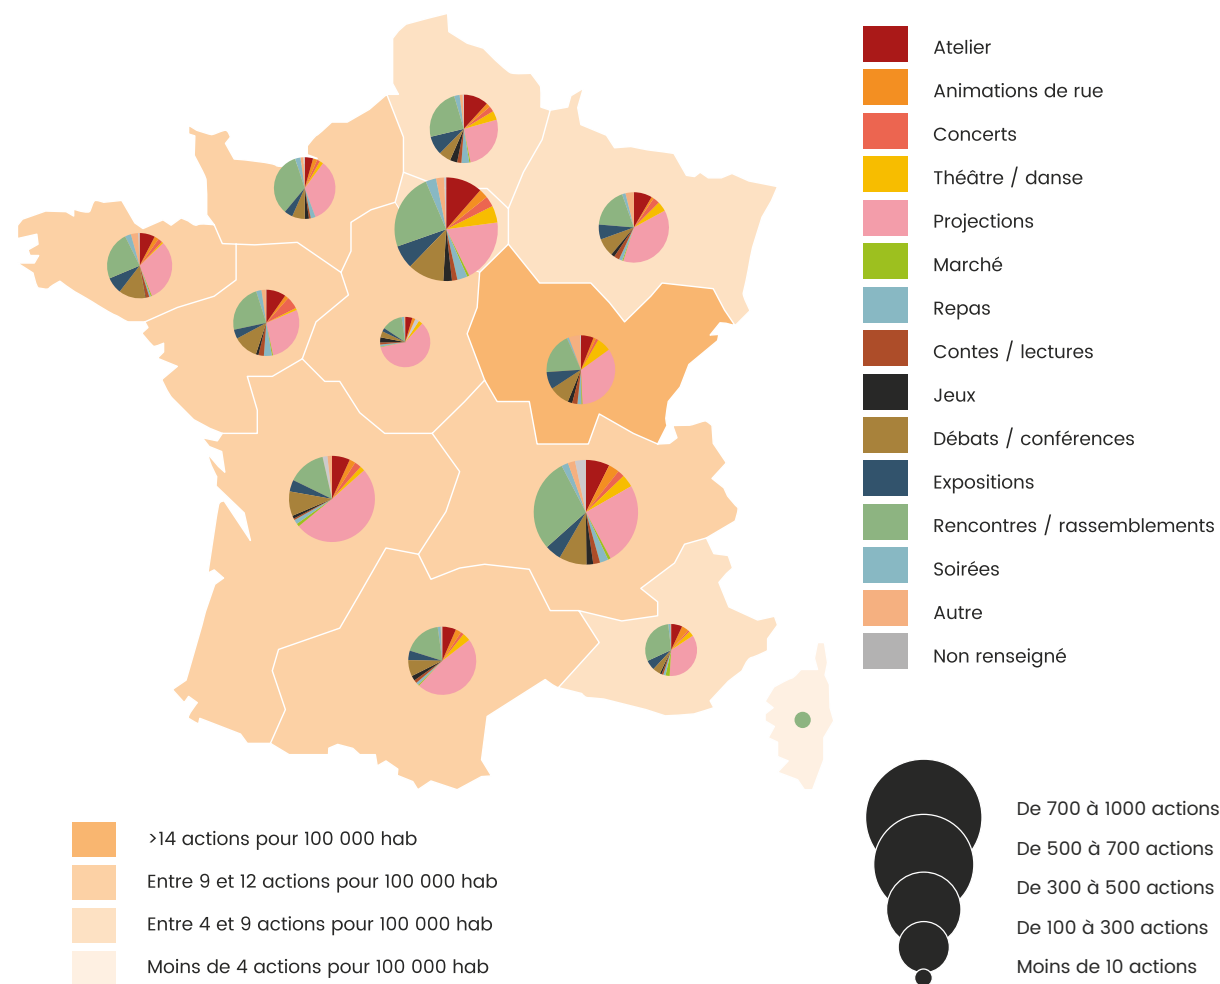 Atelier
Animations de rue
Concerts
Théâtre / danse
Projections
Marché
Repas
Contes / lectures
Jeux
Débats / conférences
Expositions
Rencontres / rassemblements
Soirées
Autre
Non renseigné
>14 actions pour 100 000 hab
Entre 9 et 12 actions pour 100 000 hab
Entre 4 et 9 actions pour 100 000 hab
Moins de 4 actions pour 100 000 hab
De 700 à 1000 actions
De 500 à 700 actions
De 300 à 500 actions
De 100 à 300 actions
Moins de 10 actions